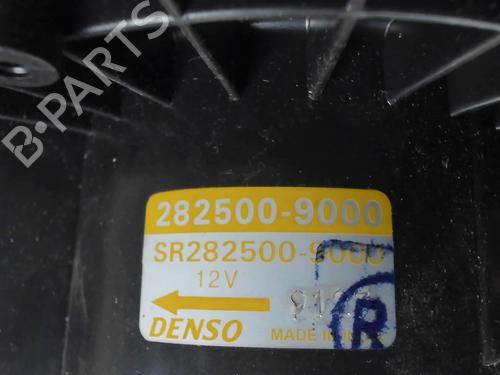 B·PARTS
282500-9000
SR282500-9000
12V
DENSO
MADE IN
R